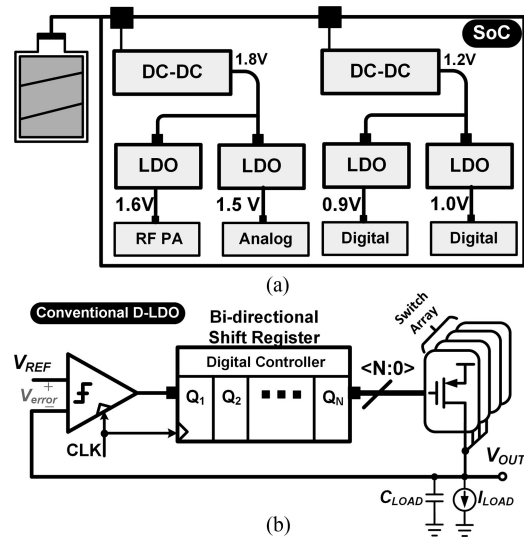 SoC
1.8V
1.2V
DC-DC
DC-DC
LDO
LDO
LDO
LDO
1.6V
1.5 V
0.9V
1.0V
RF PA
Analog
Digital
Digital
(a)
Conventional D-LDO
Bi-directional
Shift Register
Switch
Array
Digital Controller
<N:0>
VREF
Verror
+
−
Q1 Q2 ■ ■ ■ QN
CLK
VOUT
CLOAD
ILOAD
(b)